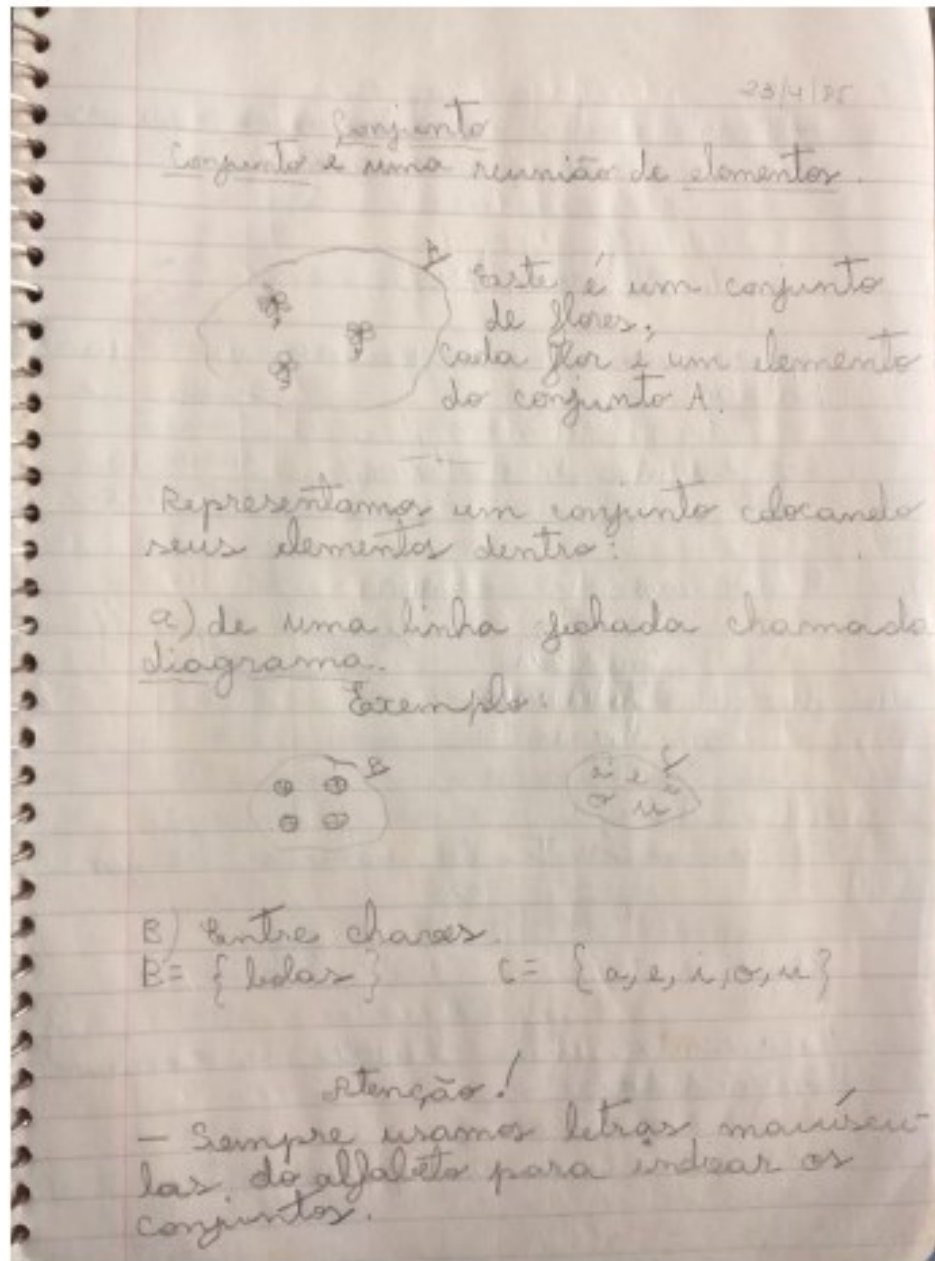 23/4/85
Conjunto
Conjunto é uma reunião de elementos.
A
Este é um conjunto
de flores,
cada flor é um elemento
do conjunto A.
Representamos um conjunto colocando
seus elementos dentro:
a) de uma linha fechada chamada
diagrama.
Exemplo:
B
C
a i e
o u
B) Entre chaves.
B= { bolas } C= { a, e, i, o, u }
Atenção!
- Sempre usamos letras maiúscu-
las, do alfabeto para indicar os
conjuntos.